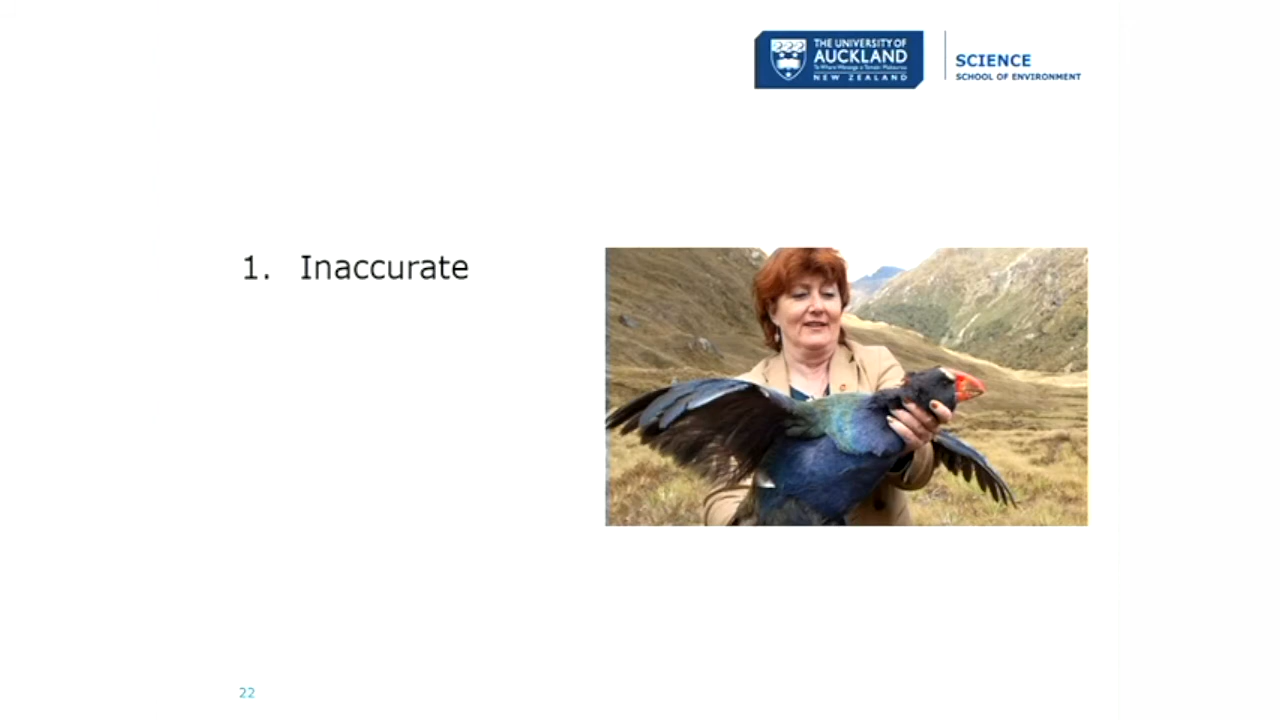 THE UNIVERSITY OF
AUCKLAND
NEW ZEALAND
SCIENCE
SCHOOL OF ENVIRONMENT
1. Inaccurate
22